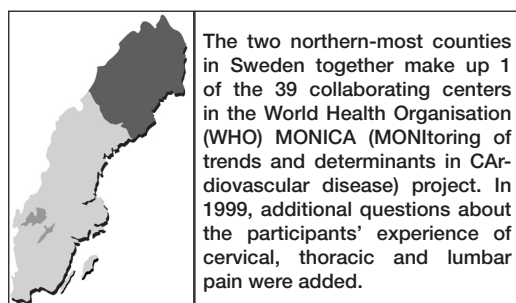 The two northern-most counties
in Sweden together make up 1
of the 39 collaborating centers
in the World Health Organisation
(WHO) MONICA (MONItoring of
trends and determinants in CAr-
diovascular disease) project. In
1999, additional questions about
the participants’ experience of
cervical, thoracic and lumbar
pain were added.